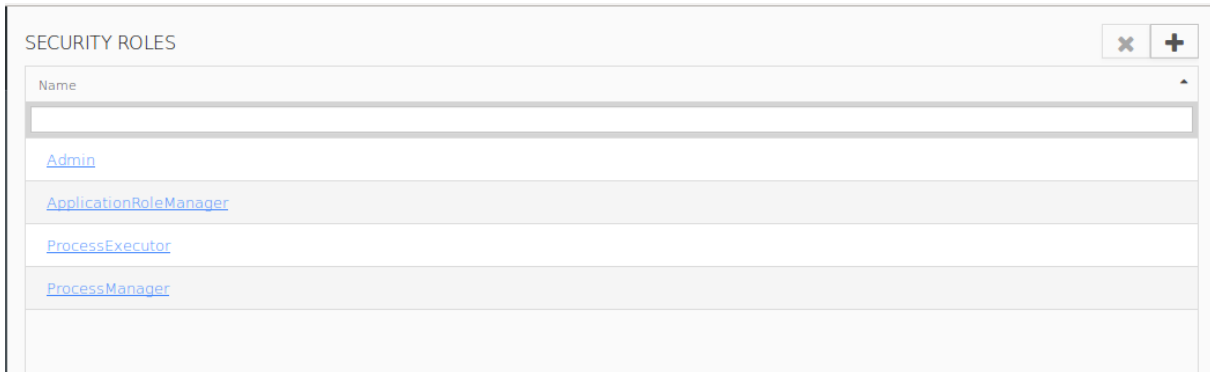 SECURITY ROLES
Name
Admin
ApplicationRoleManager
ProcessExecutor
ProcessManager